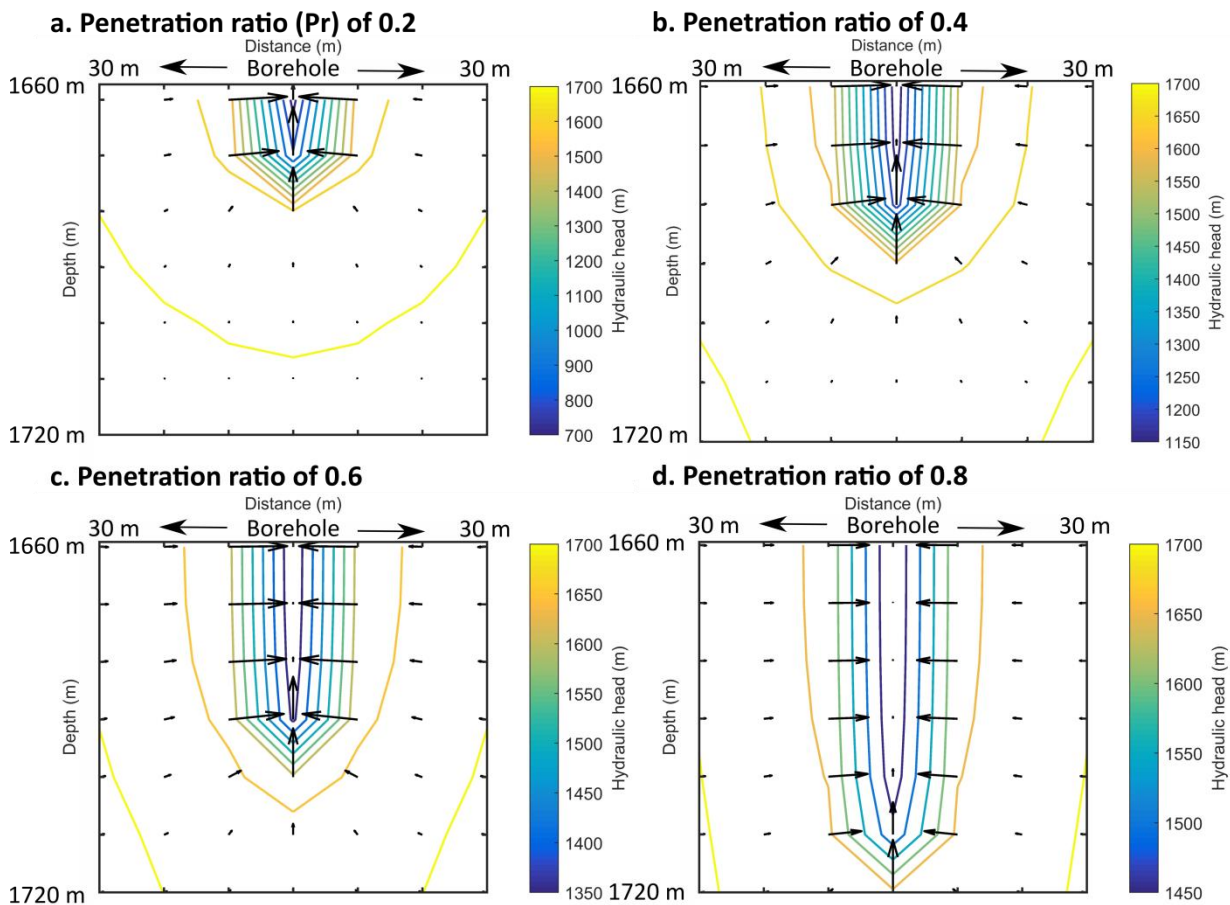 a. Penetration ratio (Pr) of 0.2
Distance (m)
30 m Borehole 30 m
1660 m
Depth (m)
1720 m
1700
1600
1500
1400
1300
1200
1100
1000
900
800
700
Hydraulic head (m)
b. Penetration ratio of 0.4
Distance (m)
30 m Borehole 30 m
1660 m
Depth (m)
1720 m
1700
1650
1600
1550
1500
1450
1400
1350
1300
1250
1200
1150
Hydraulic head (m)
c. Penetration ratio of 0.6
Distance (m)
30 m Borehole 30 m
1660 m
Depth (m)
1720 m
1700
1650
1600
1550
1500
1450
1400
1350
Hydraulic head (m)
d. Penetration ratio of 0.8
Distance (m)
30 m Borehole 30 m
1660 m
Depth (m)
1720 m
1700
1650
1600
1550
1500
1450
Hydraulic head (m)